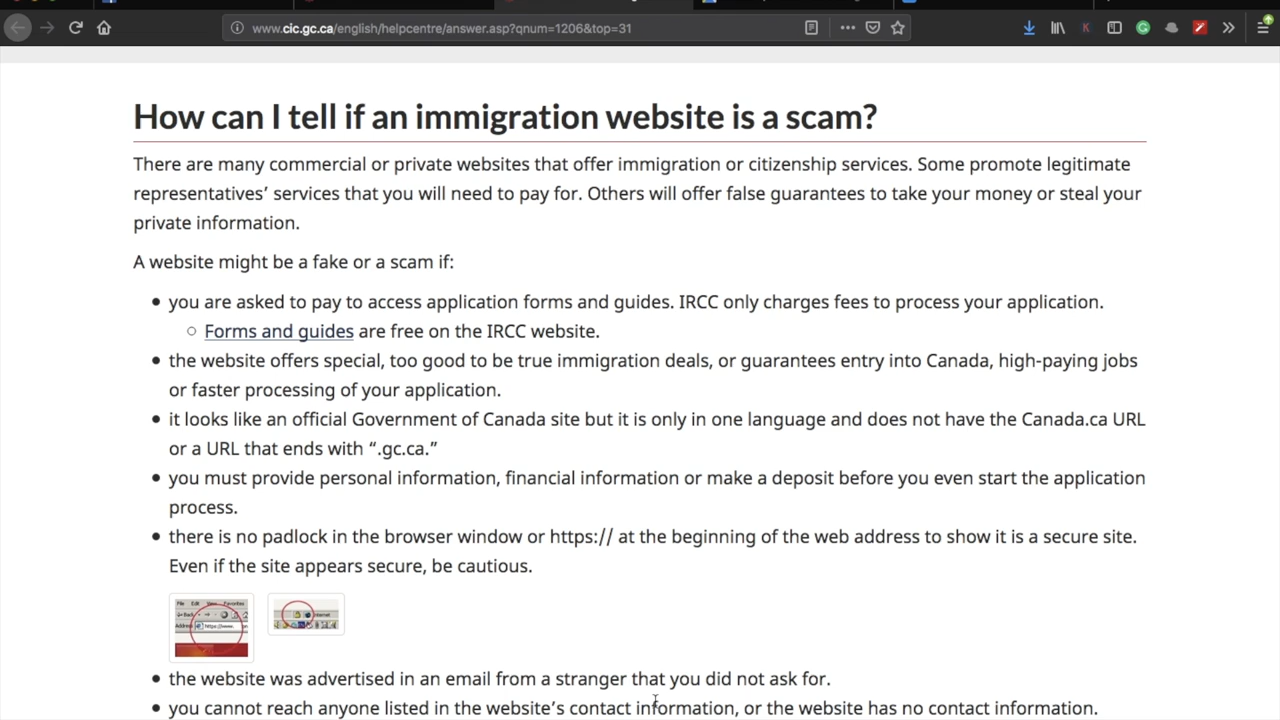 www.cic.gc.ca/english/helpcentre/answer.asp?qnum=1206&top=31
How can I tell if an immigration website is a scam?
There are many commercial or private websites that offer immigration or citizenship services. Some promote legitimate
representatives’ services that you will need to pay for. Others will offer false guarantees to take your money or steal your
private information.
A website might be a fake or a scam if:
you are asked to pay to access application forms and guides. IRCC only charges fees to process your application.
Forms and guides are free on the IRCC website.
the website offers special, too good to be true immigration deals, or guarantees entry into Canada, high-paying jobs
or faster processing of your application.
it looks like an official Government of Canada site but it is only in one language and does not have the Canada.ca URL
or a URL that ends with “.gc.ca.”
you must provide personal information, financial information or make a deposit before you even start the application
process.
there is no padlock in the browser window or https:// at the beginning of the web address to show it is a secure site.
Even if the site appears secure, be cautious.
File Edit View Favorites
Back
Address https://www.
Internet
the website was advertised in an email from a stranger that you did not ask for.
you cannot reach anyone listed in the website’s contact information, or the website has no contact information.